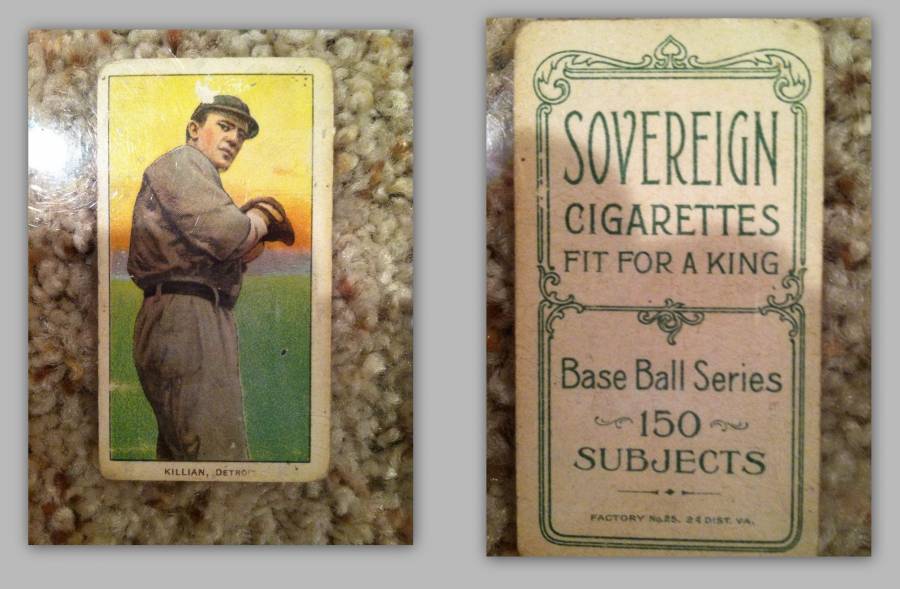 KILLIAN, DETROIT
SOVEREIGN
CIGARETTES
FIT FOR A KING
Base Ball Series
150
SUBJECTS
FACTORY No.25. 2d DIST. VA.